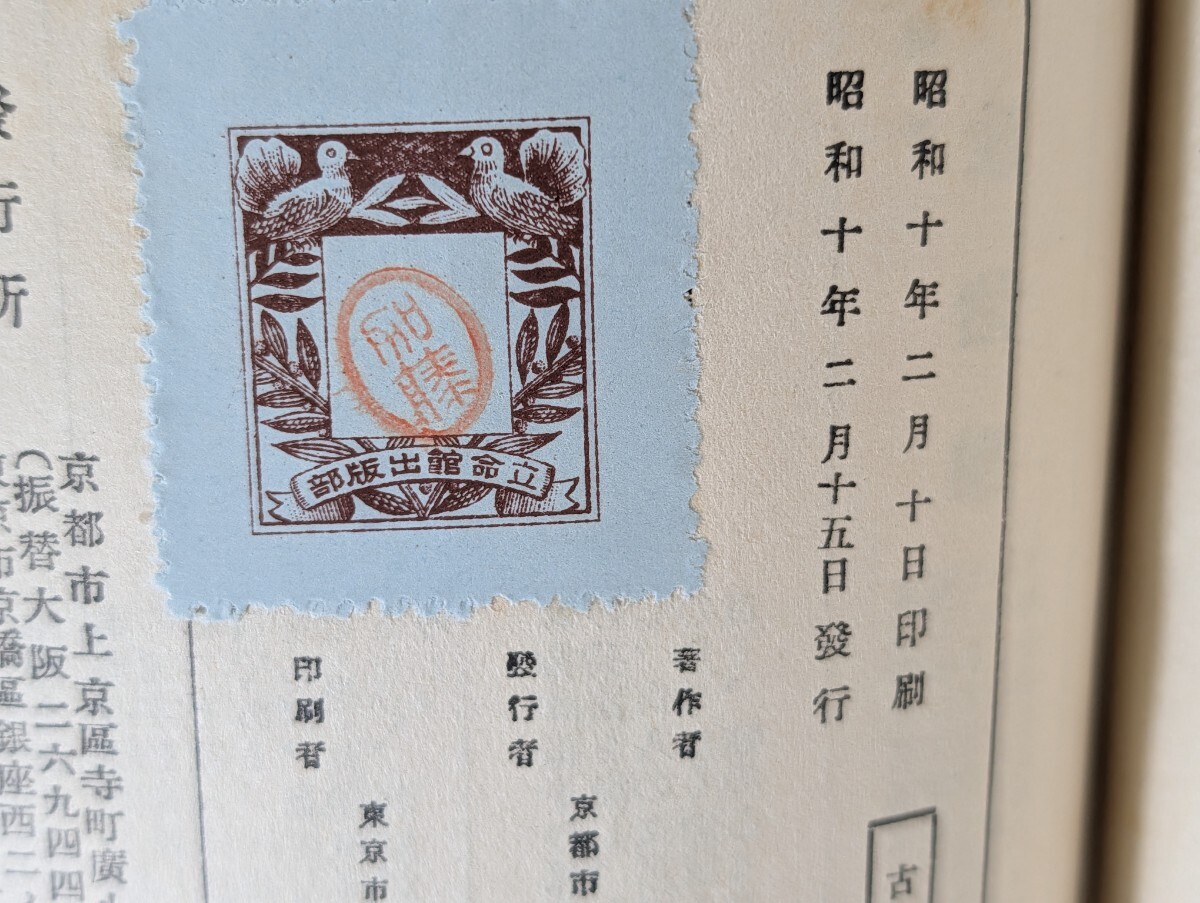 昭和十年二月十日印刷
昭和十年二月十五日發行
古
著作者
發行者
京都市
印刷者
東京市
立命館出版部
發行所
京都市上京區寺町廣
(振替大阪二六九四四
東京市京橋區銀座西二